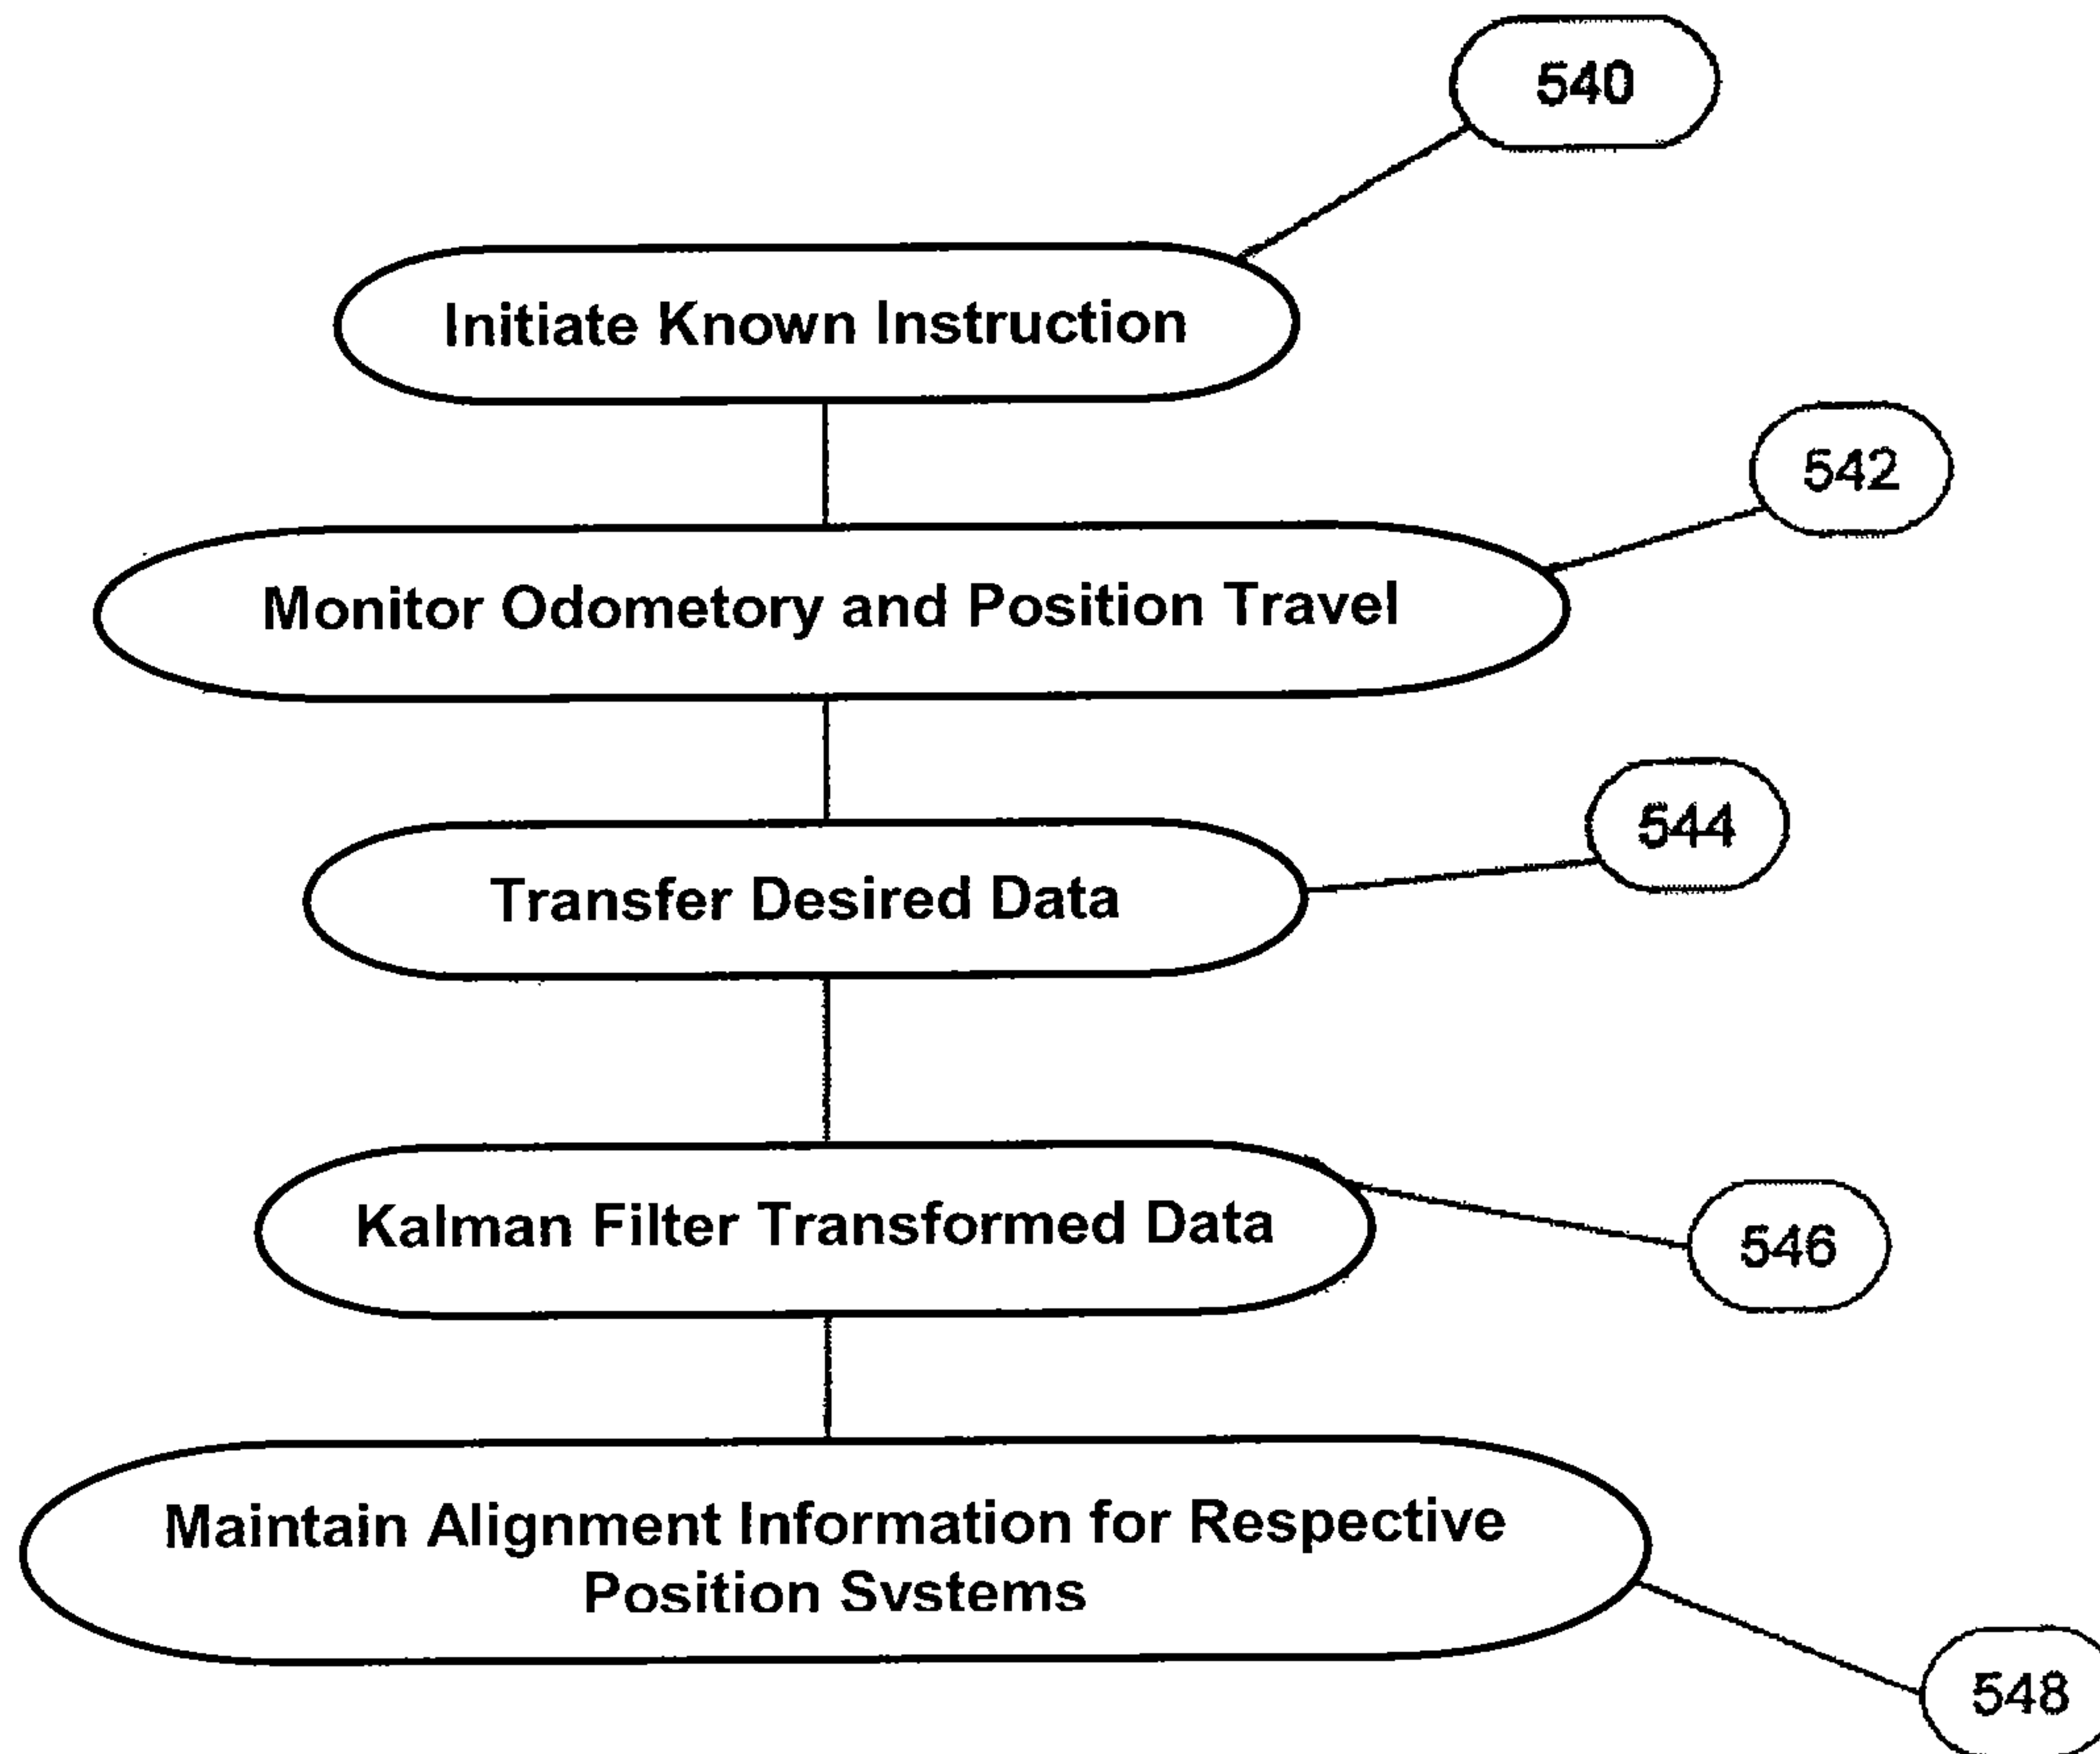 540
Initiate Known Instruction
542
Monitor Odometory and Position Travel
544
Transfer Desired Data
Kalman Filter Transformed Data
546
Maintain Alignment Information for Respective
Position Systems
548